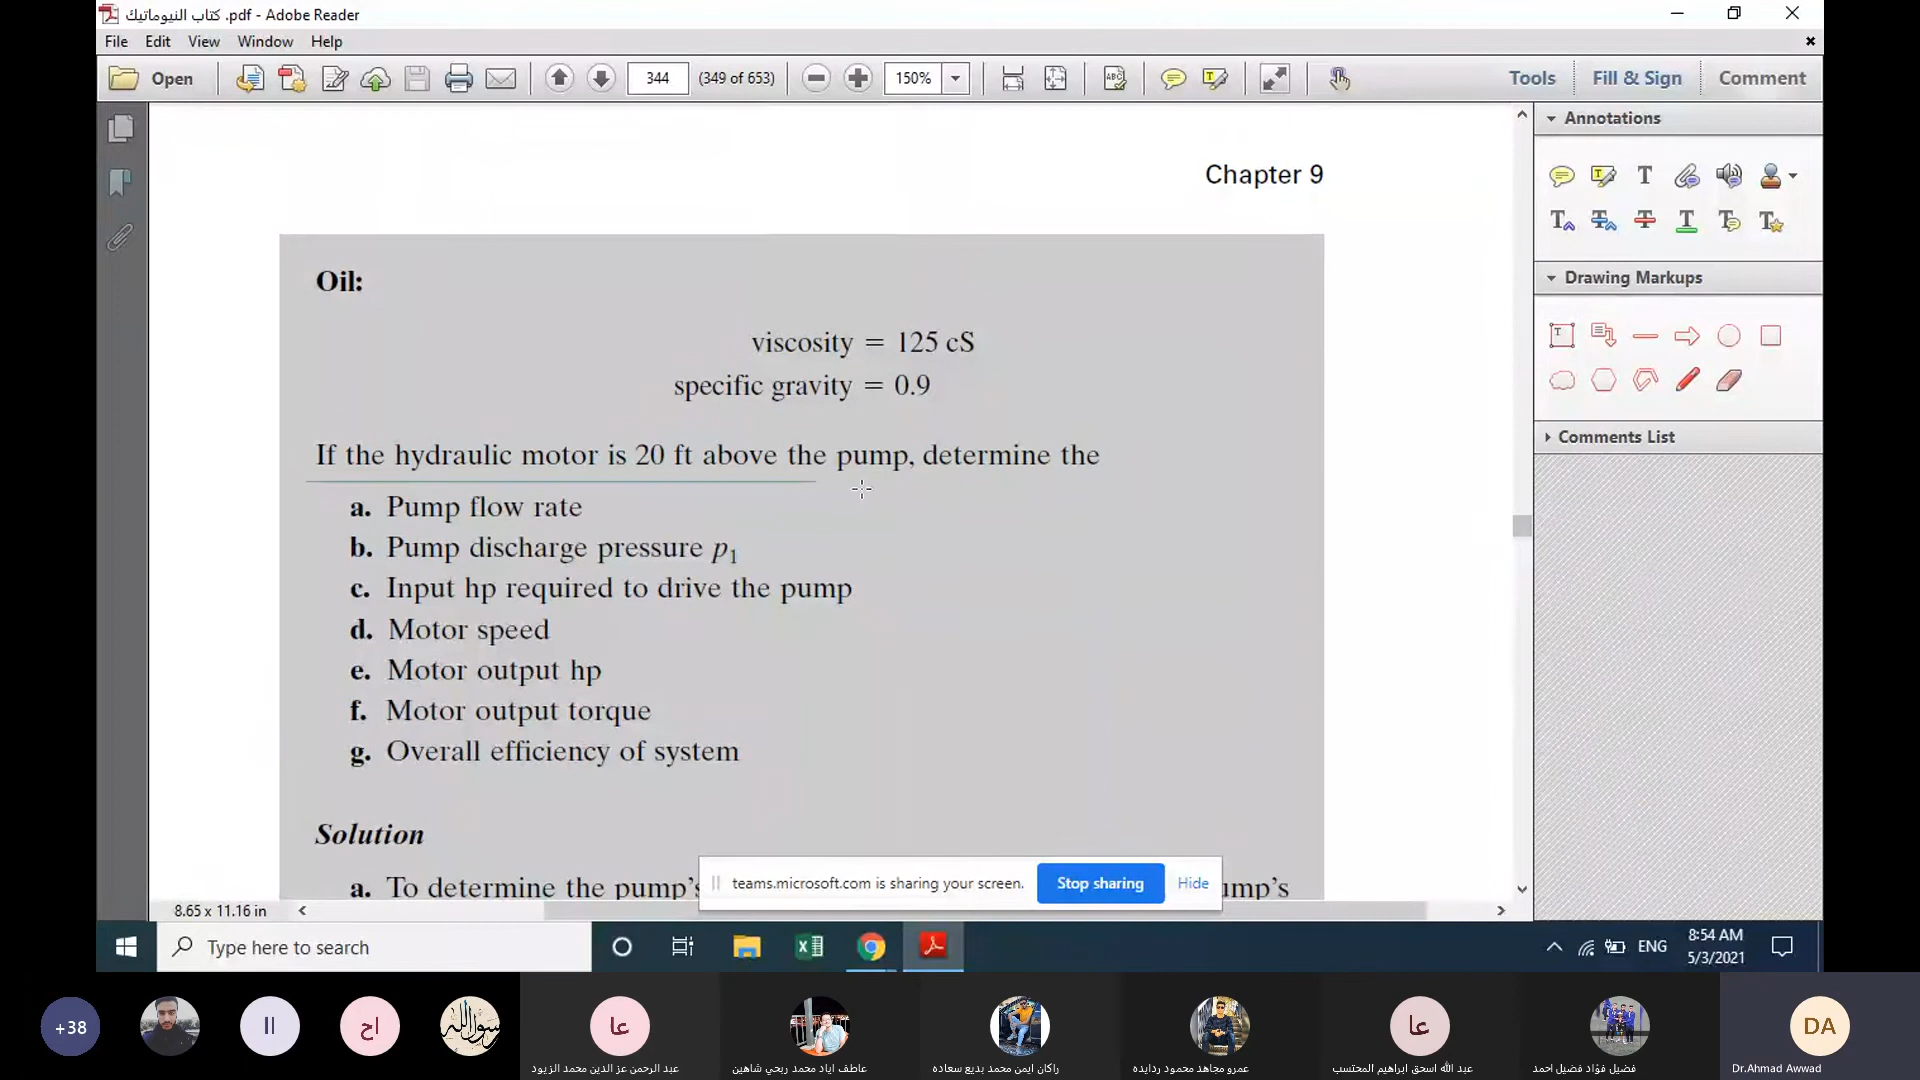 كتاب النيوماتيك .pdf - Adobe Reader
File Edit View Window Help
Open 344 (349 of 653) 150% Tools Fill & Sign Comment
Annotations
Drawing Markups
Comments List
Chapter 9
Oil:
viscosity = 125 cS
specific gravity = 0.9
If the hydraulic motor is 20 ft above the pump, determine the
a. Pump flow rate
b. Pump discharge pressure p1
c. Input hp required to drive the pump
d. Motor speed
e. Motor output hp
f. Motor output torque
g. Overall efficiency of system
Solution
a. To determine the pump's
ump's
teams.microsoft.com is sharing your screen. Stop sharing Hide
8.65 x 11.16 in
Type here to search
ENG
8:54 AM
5/3/2021
+38
اا
اح
عا
عا
DA
عبد الرحمن عز الدين محمد الزيود
عاطف اياد محمد ربحي شاهين
راكان ايمن محمد بديع سعاده
عمرو مجاهد محمود ردايده
عبد الله اسحق ابراهيم المحتسب
فضيل فؤاد فضيل احمد
Dr.Ahmad Awwad